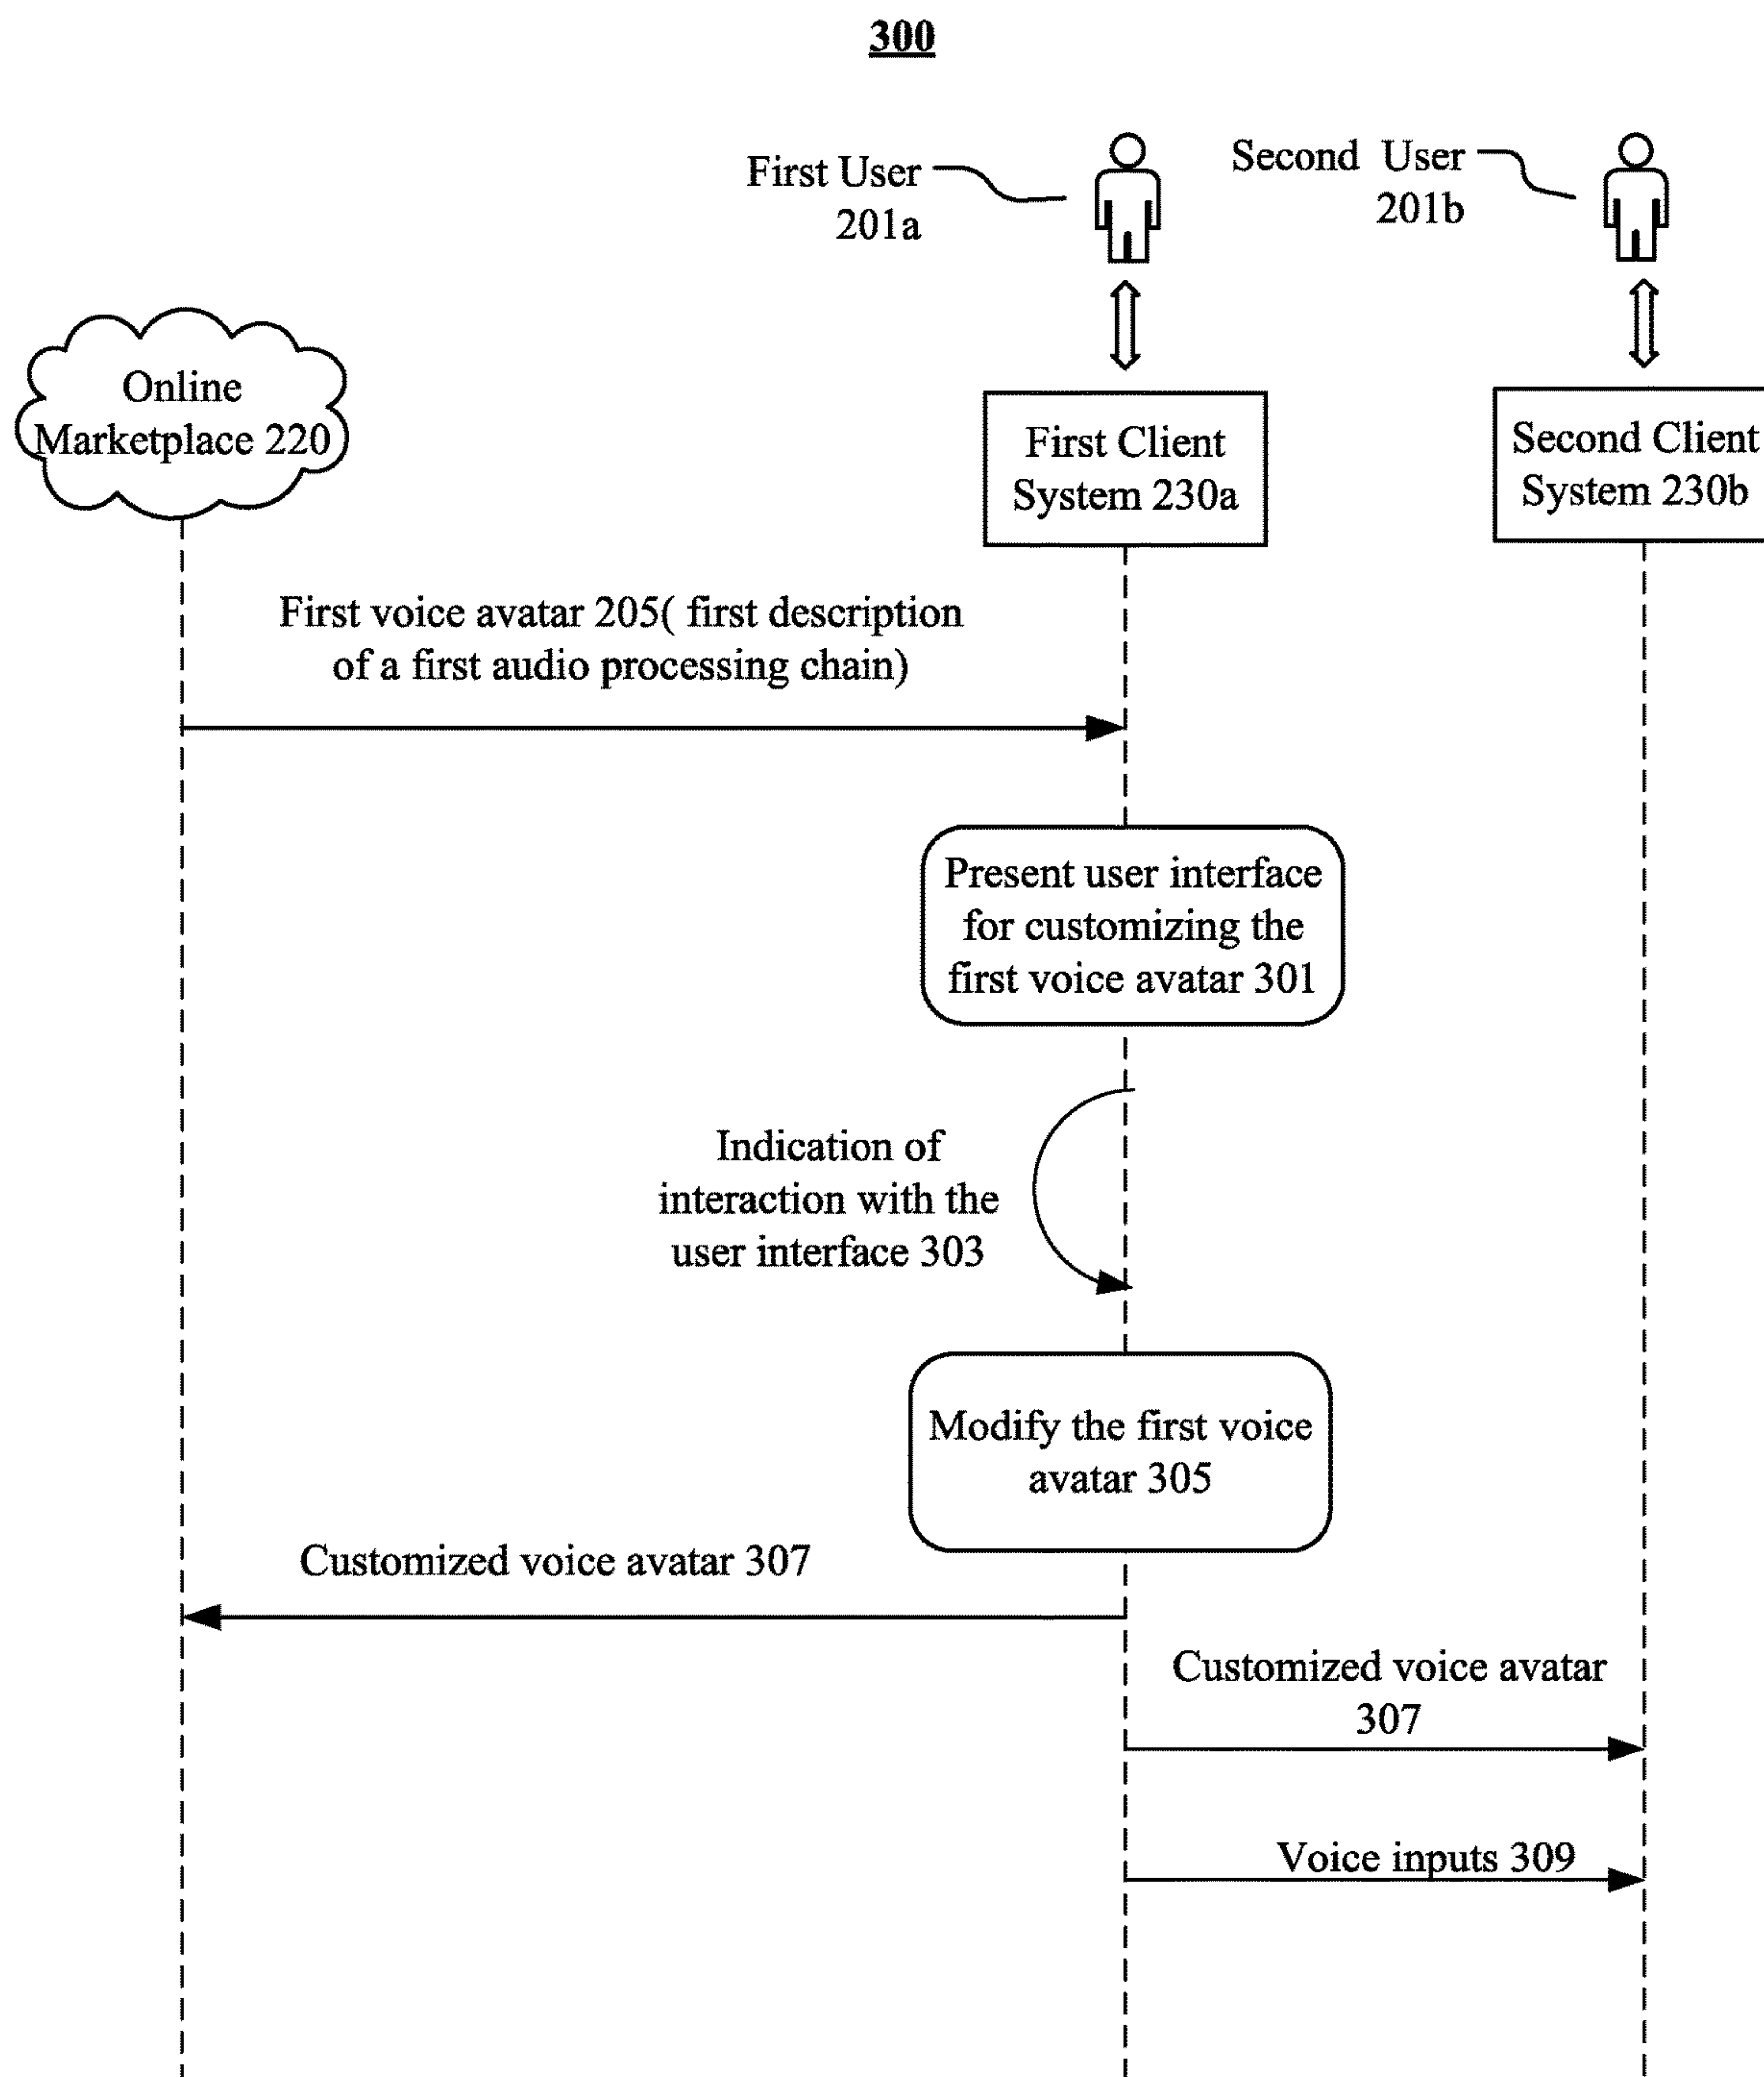 300
First User
201a
Second User
201b
Online
Marketplace 220
First Client
System 230a
Second Client
System 230b
First voice avatar 205( first description
of a first audio processing chain)
Present user interface
for customizing the
first voice avatar 301
Indication of
interaction with the
user interface 303
Modify the first voice
avatar 305
Customized voice avatar 307
Customized voice avatar
307
Voice inputs 309